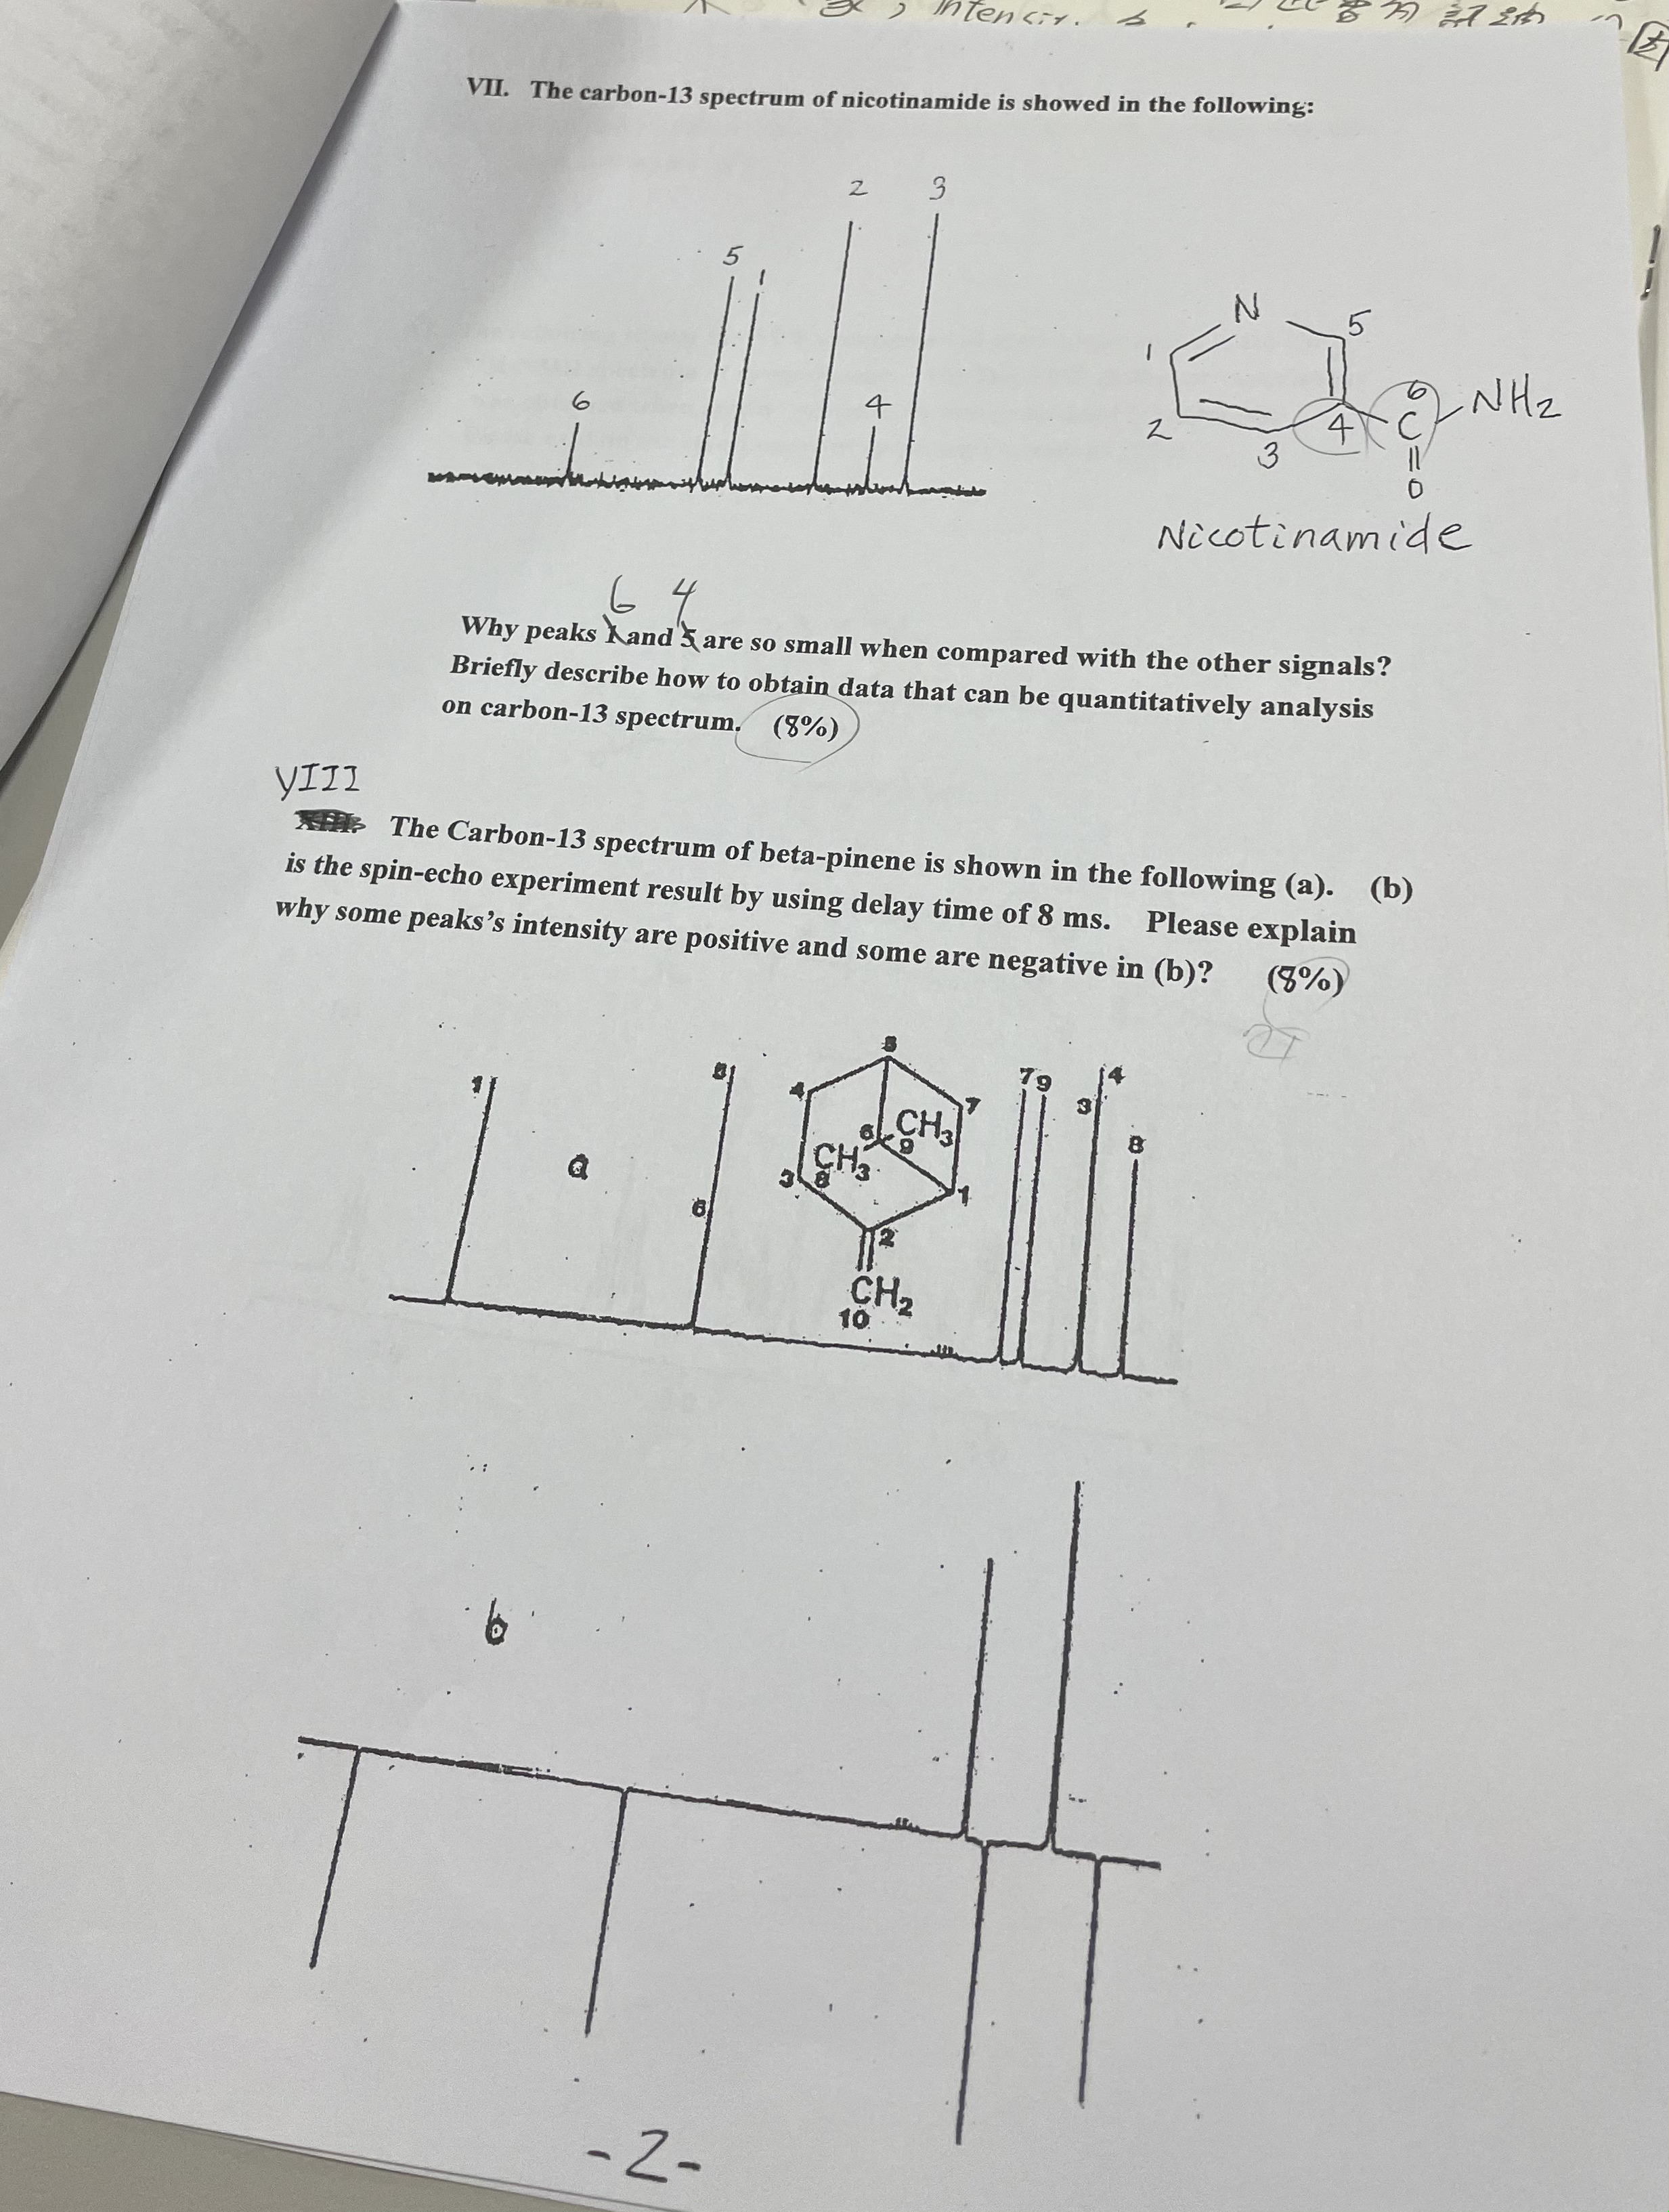 intensity.
VII. The carbon-13 spectrum of nicotinamide is showed in the following:
2 3
5 1
6 4
N
5
1
6
C NH2
2 4
3
O
Nicotinamide
6 4
Why peaks 1 and 5 are so small when compared with the other signals?
Briefly describe how to obtain data that can be quantitatively analysis
on carbon-13 spectrum. (8%)
VIII
The Carbon-13 spectrum of beta-pinene is shown in the following (a). (b)
is the spin-echo experiment result by using delay time of 8 ms. Please explain
why some peaks's intensity are positive and some are negative in (b)? (8%)
1 5 5 7 9 4
4 7 3
6 CH3 8
a CH3 9
3 8 1
6
2
CH2
10
b
-2-